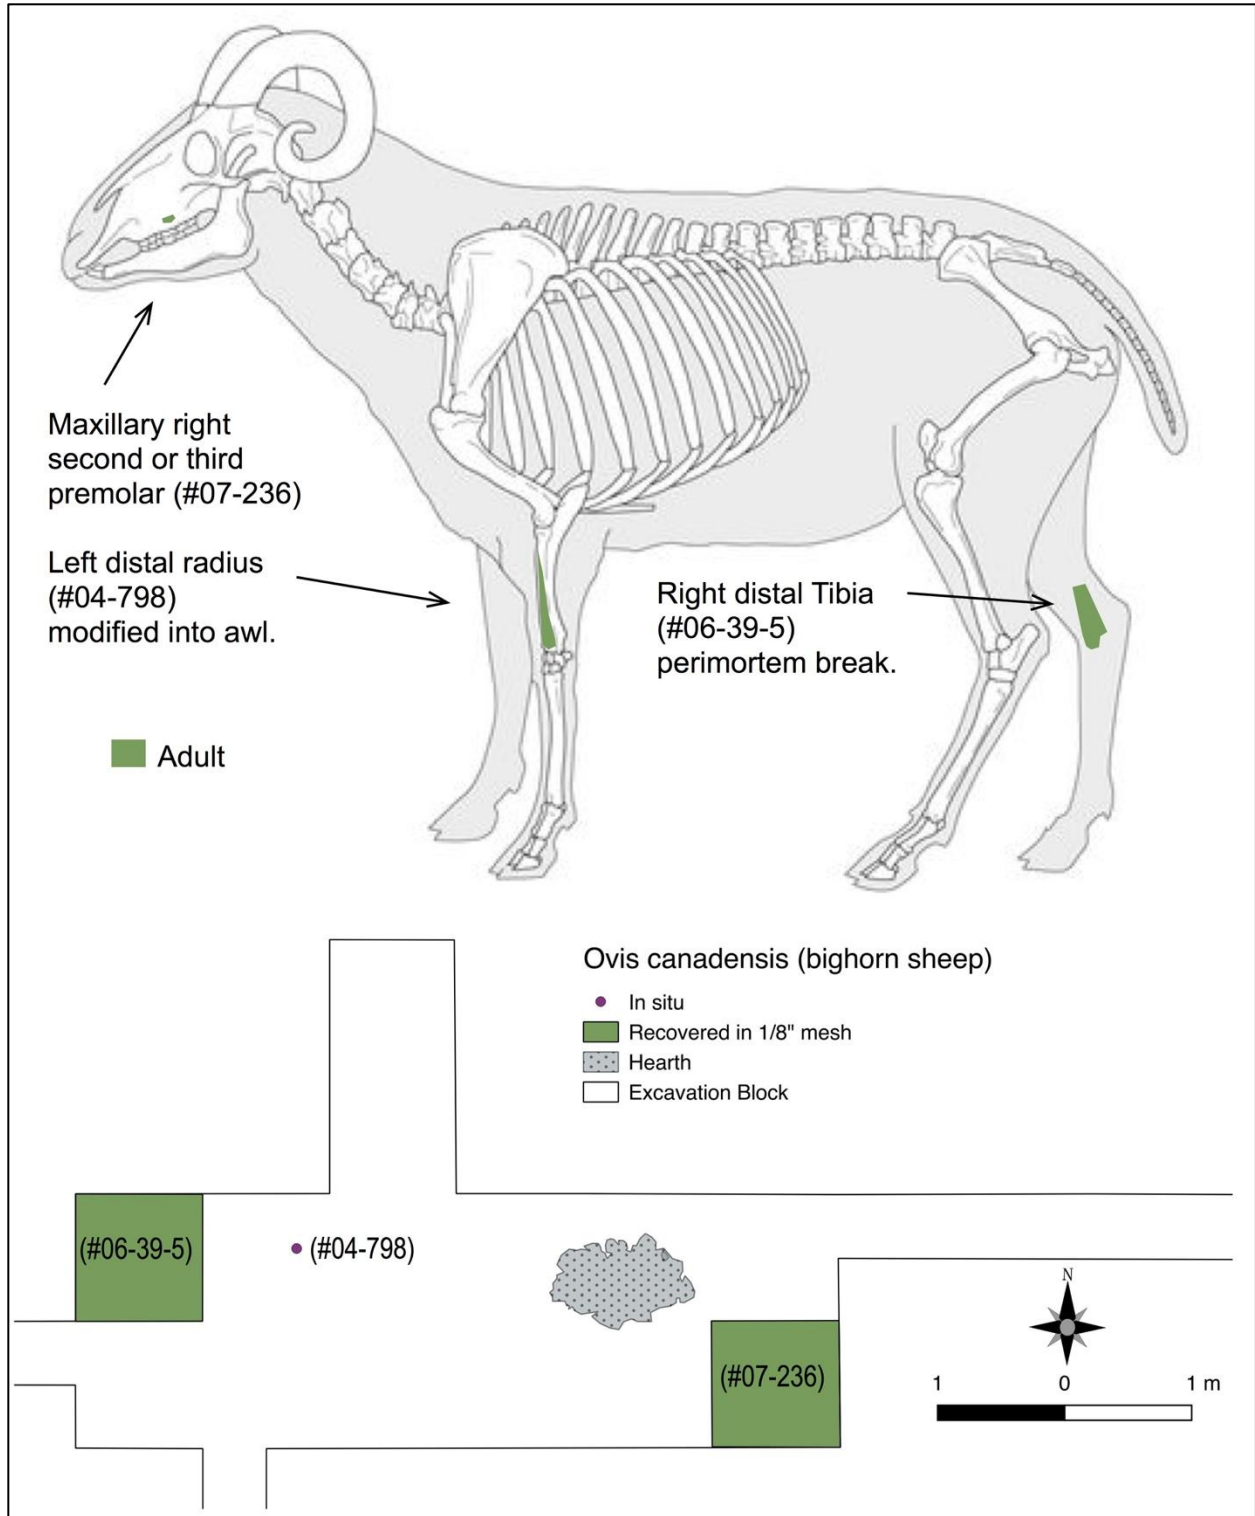 Maxillary right
second or third
premolar (#07-236)
Left distal radius
(#04-798)
modified into awl.
Right distal Tibia
(#06-39-5)
perimortem break.
Adult
Ovis canadensis (bighorn sheep)
In situ
Recovered in 1/8" mesh
Hearth
Excavation Block
(#06-39-5)
(#04-798)
(#07-236)
N
1 0 1 m